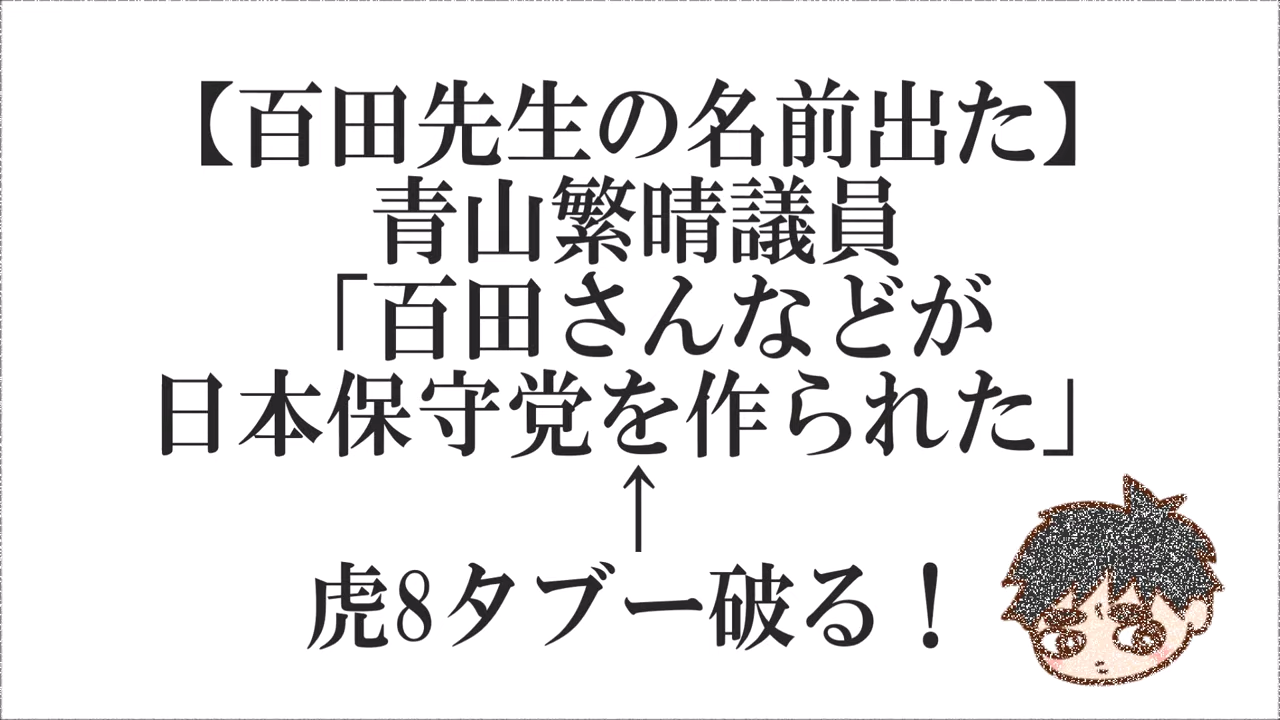 【百田先生の名前出た】
青山繁晴議員
「百田さんなどが
日本保守党を作られた」
↑
虎8タブー破る！